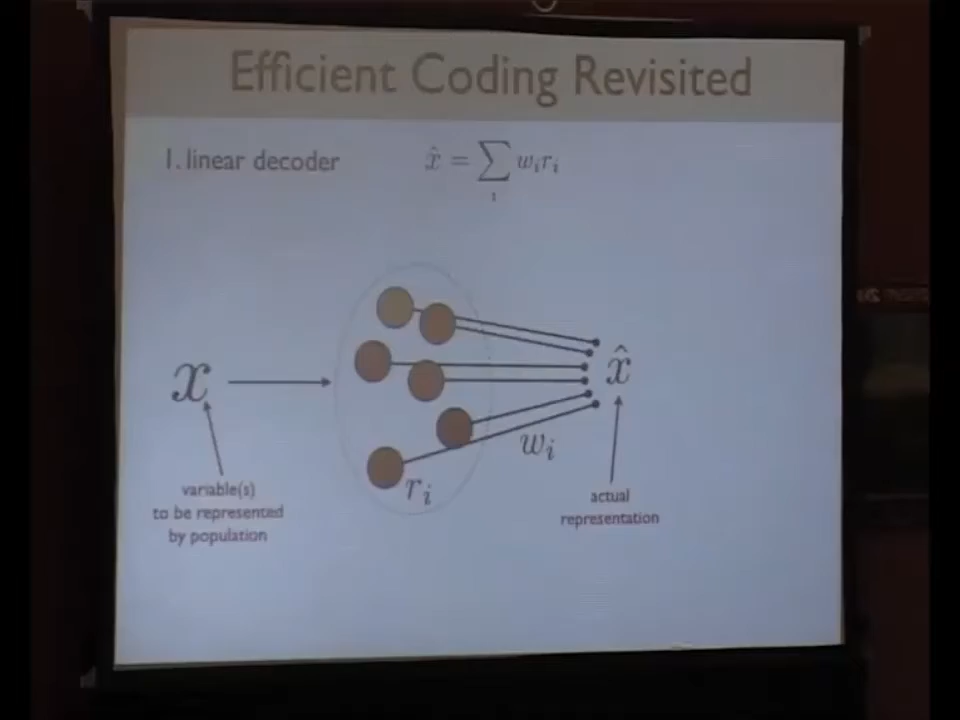 Efficient Coding Revisited
1. linear decoder
x̂ = ∑ᵢ wᵢrᵢ
x
x̂
wᵢ
rᵢ
variable(s)
to be represented
by population
actual
representation